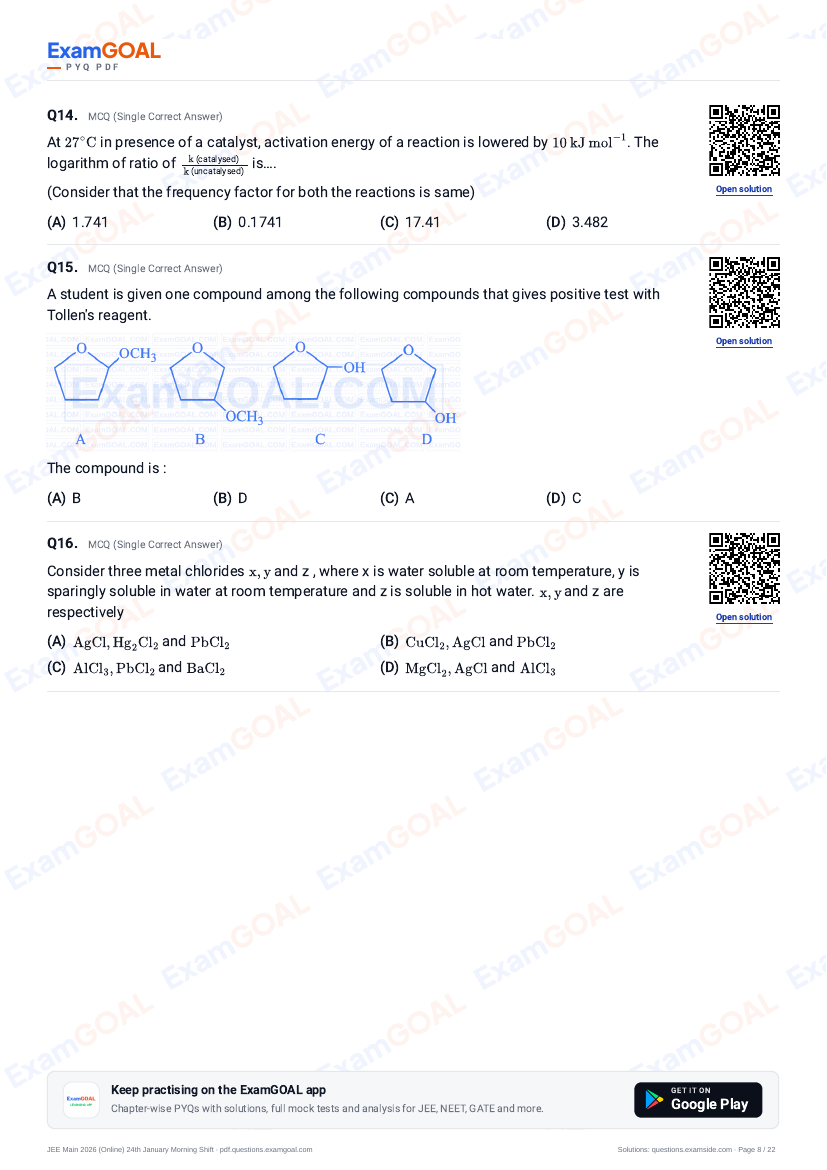 ExamGOAL
PYQ PDF
Q14. MCQ (Single Correct Answer)
At 27°C in presence of a catalyst, activation energy of a reaction is lowered by 10 kJ mol⁻¹. The
logarithm of ratio of k (catalysed) / k (uncatalysed) is....
(Consider that the frequency factor for both the reactions is same)
(A) 1.741 (B) 0.1741 (C) 17.41 (D) 3.482
Open solution
Q15. MCQ (Single Correct Answer)
A student is given one compound among the following compounds that gives positive test with
Tollen's reagent.
Open solution
O OCH₃ O O OH O
OCH₃ OH
A B C D
ExamGOAL.COM
The compound is :
(A) B (B) D (C) A (D) C
Q16. MCQ (Single Correct Answer)
Consider three metal chlorides x, y and z , where x is water soluble at room temperature, y is
sparingly soluble in water at room temperature and z is soluble in hot water. x, y and z are
respectively
Open solution
(A) AgCl, Hg₂Cl₂ and PbCl₂ (B) CuCl₂, AgCl and PbCl₂
(C) AlCl₃, PbCl₂ and BaCl₂ (D) MgCl₂, AgCl and AlCl₃
Keep practising on the ExamGOAL app
Chapter-wise PYQs with solutions, full mock tests and analysis for JEE, NEET, GATE and more.
GET IT ON
Google Play
JEE Main 2026 (Online) 24th January Morning Shift · pdf.questions.examgoal.com
Solutions: questions.examside.com · Page 8 / 22